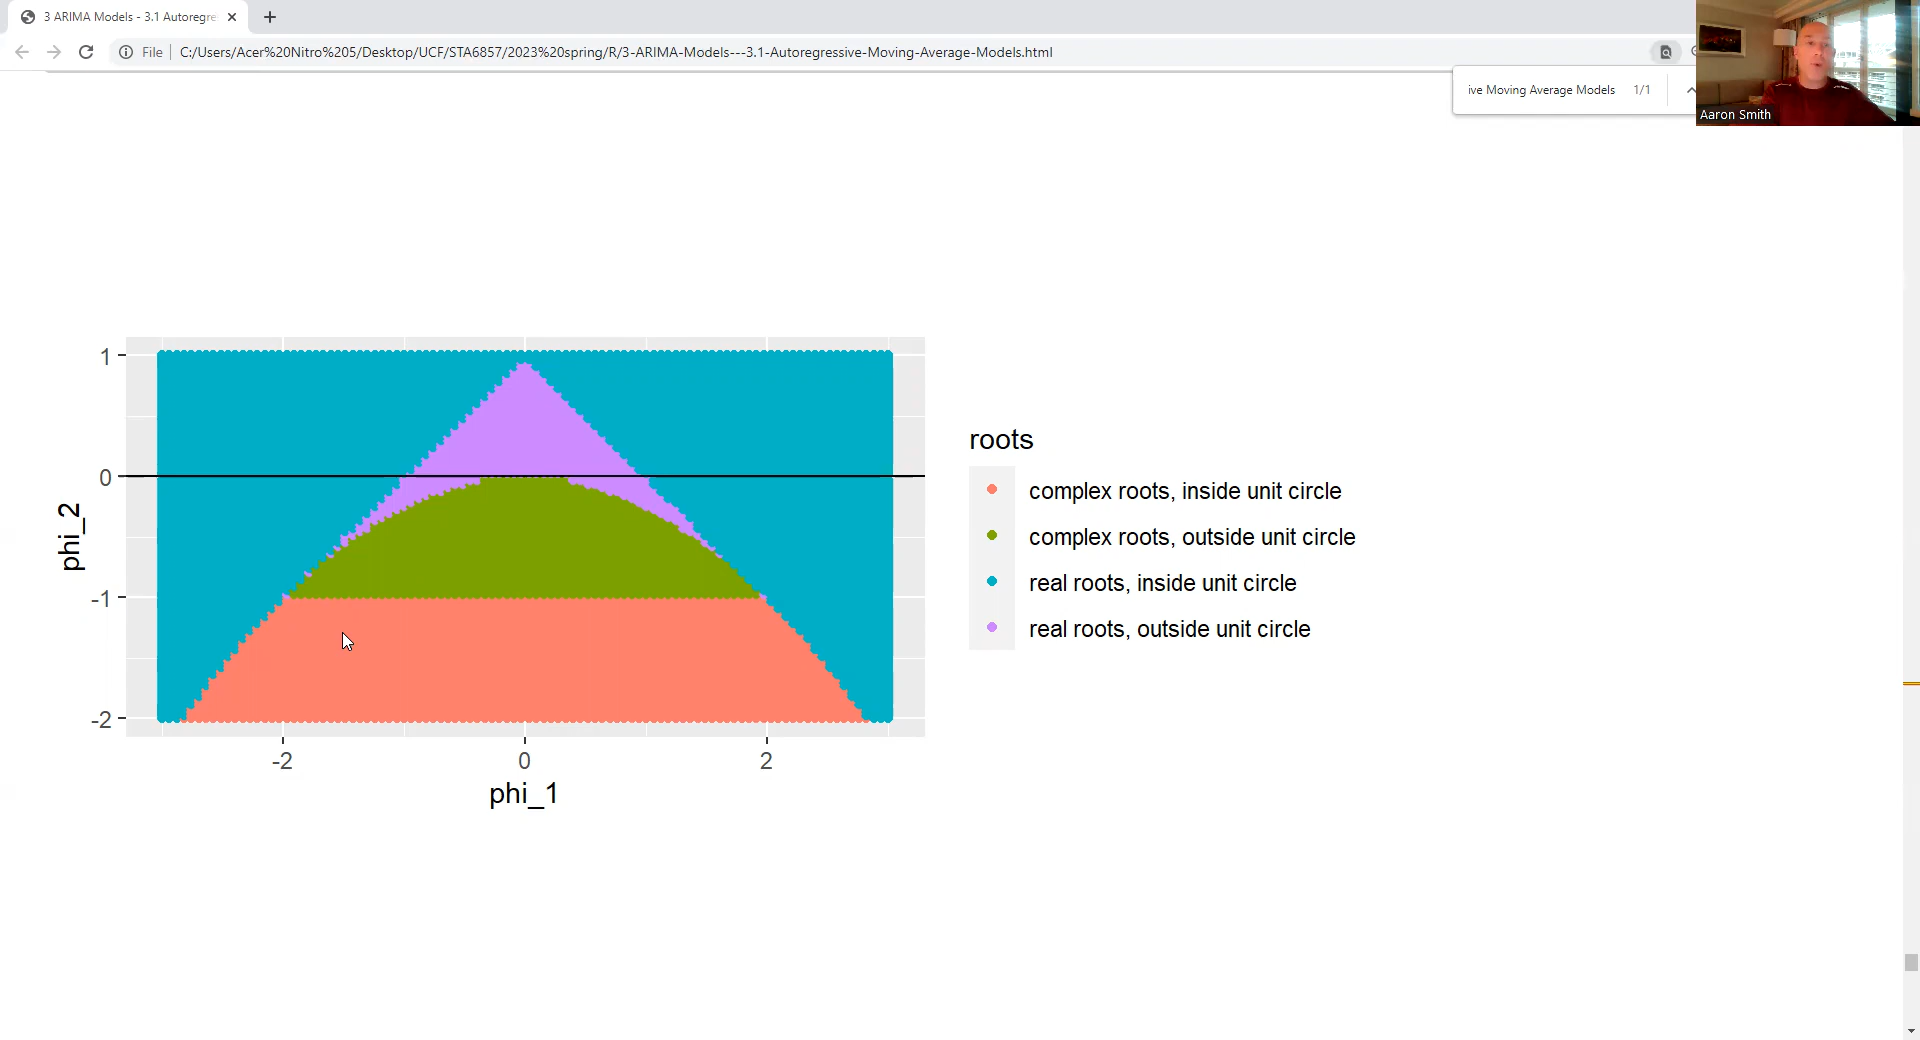 3 ARIMA Models - 3.1 Autoregre
File
C:/Users/Acer%20Nitro%205/Desktop/UCF/STA6857/2023%20spring/R/3-ARIMA-Models---3.1-Autoregressive-Moving-Average-Models.html
ive Moving Average Models 1/1
Aaron Smith
1
0
-1
-2
phi_2
-2 0 2
phi_1
roots
complex roots, inside unit circle
complex roots, outside unit circle
real roots, inside unit circle
real roots, outside unit circle